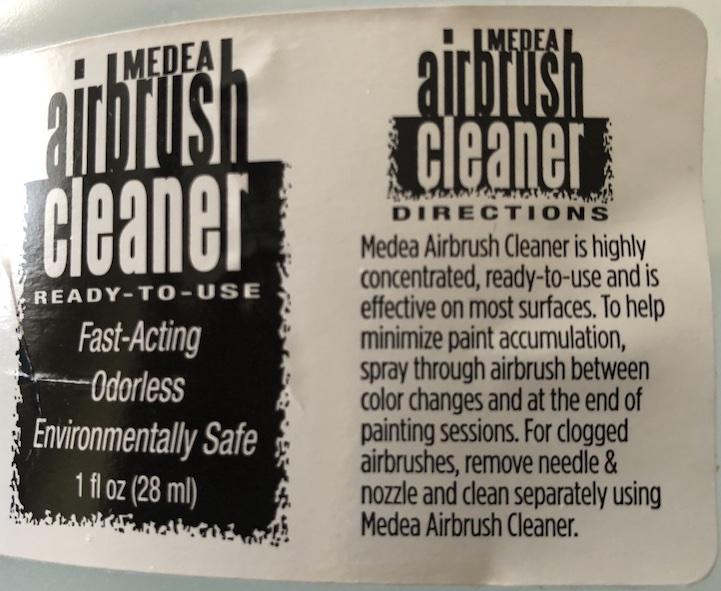 MEDEA
airbrush
cleaner
READY-TO-USE
Fast-Acting
Odorless
Environmentally Safe
1 fl oz (28 ml)
MEDEA
airbrush
cleaner
DIRECTIONS
Medea Airbrush Cleaner is highly
concentrated, ready-to-use and is
effective on most surfaces. To help
minimize paint accumulation,
spray through airbrush between
color changes and at the end of
painting sessions. For clogged
airbrushes, remove needle &
nozzle and clean separately using
Medea Airbrush Cleaner.